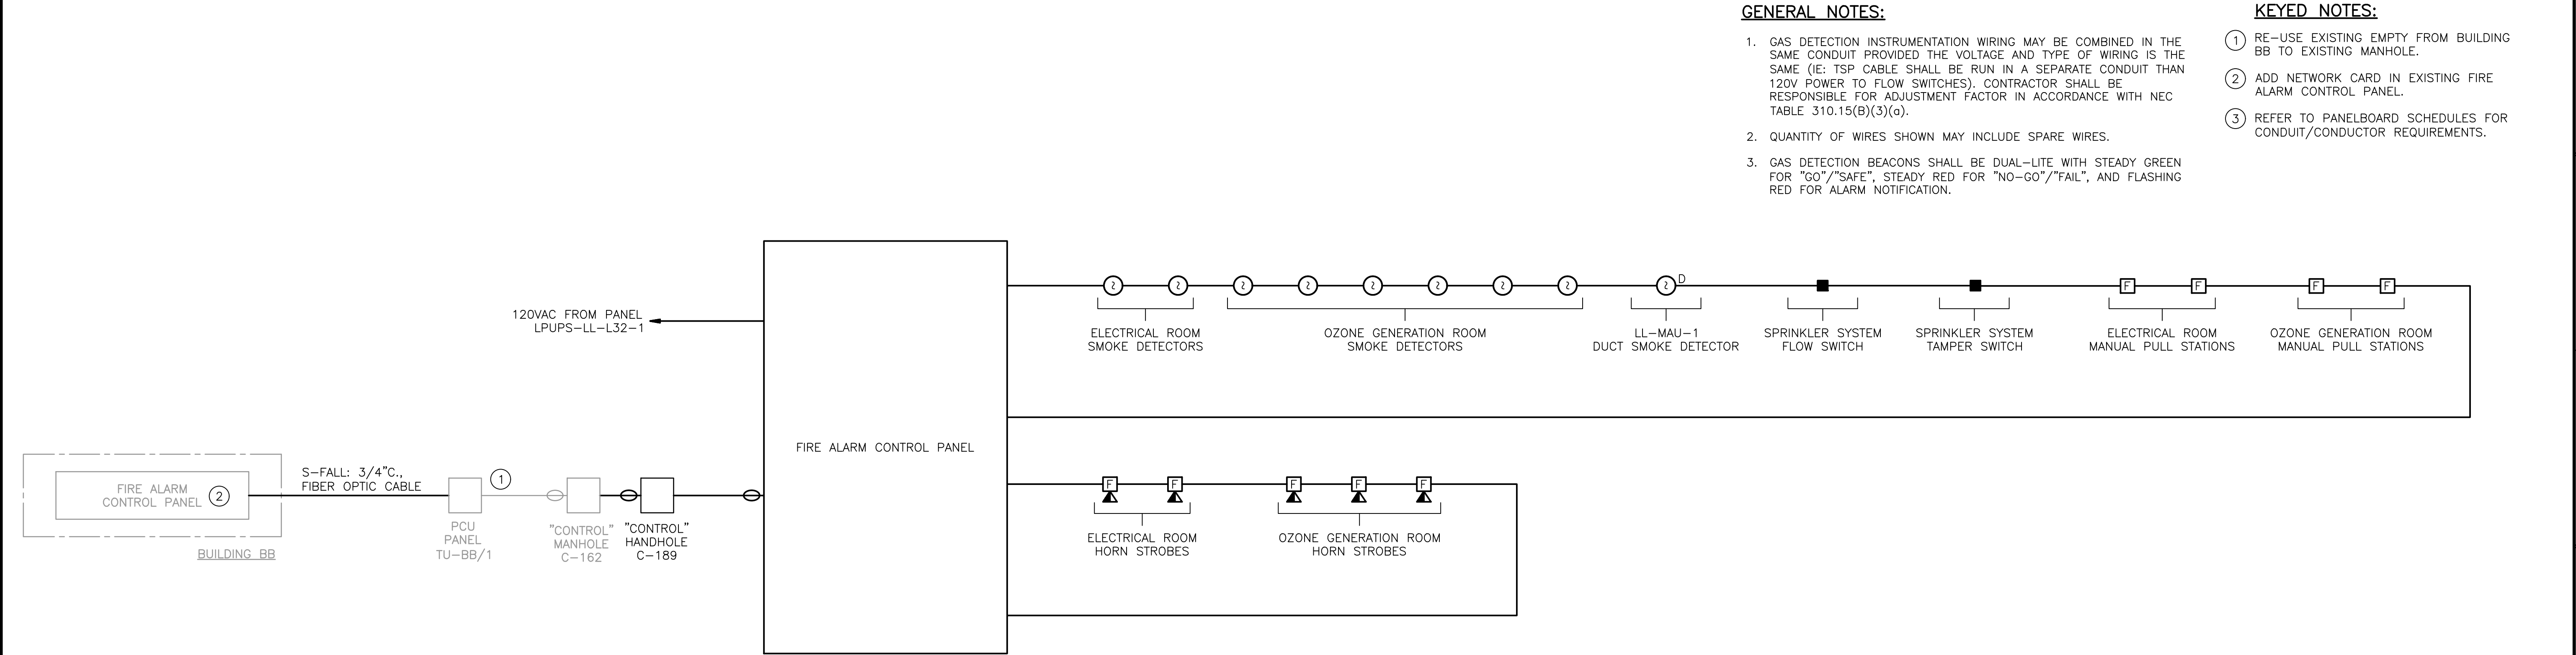 GENERAL NOTES:
1. GAS DETECTION INSTRUMENTATION WIRING MAY BE COMBINED IN THE
SAME CONDUIT PROVIDED THE VOLTAGE AND TYPE OF WIRING IS THE
SAME (IE: TSP CABLE SHALL BE RUN IN A SEPARATE CONDUIT THAN
120V POWER TO FLOW SWITCHES). CONTRACTOR SHALL BE
RESPONSIBLE FOR ADJUSTMENT FACTOR IN ACCORDANCE WITH NEC
TABLE 310.15(B)(3)(a).
2. QUANTITY OF WIRES SHOWN MAY INCLUDE SPARE WIRES.
3. GAS DETECTION BEACONS SHALL BE DUAL-LITE WITH STEADY GREEN
FOR "GO"/"SAFE", STEADY RED FOR "NO-GO"/"FAIL", AND FLASHING
RED FOR ALARM NOTIFICATION.
KEYED NOTES:
1 RE-USE EXISTING EMPTY FROM BUILDING
BB TO EXISTING MANHOLE.
2 ADD NETWORK CARD IN EXISTING FIRE
ALARM CONTROL PANEL.
3 REFER TO PANELBOARD SCHEDULES FOR
CONDUIT/CONDUCTOR REQUIREMENTS.
120VAC FROM PANEL
LPUPS-LL-L32-1
FIRE ALARM CONTROL PANEL
D
F F F F
ELECTRICAL ROOM
SMOKE DETECTORS
OZONE GENERATION ROOM
SMOKE DETECTORS
LL-MAU-1
DUCT SMOKE DETECTOR
SPRINKLER SYSTEM
FLOW SWITCH
SPRINKLER SYSTEM
TAMPER SWITCH
ELECTRICAL ROOM
MANUAL PULL STATIONS
OZONE GENERATION ROOM
MANUAL PULL STATIONS
FIRE ALARM
CONTROL PANEL 2
BUILDING BB
S-FALL: 3/4"C.,
FIBER OPTIC CABLE
1
PCU
PANEL
TU-BB/1
"CONTROL"
MANHOLE
C-162
"CONTROL"
HANDHOLE
C-189
F F F F F
ELECTRICAL ROOM
HORN STROBES
OZONE GENERATION ROOM
HORN STROBES